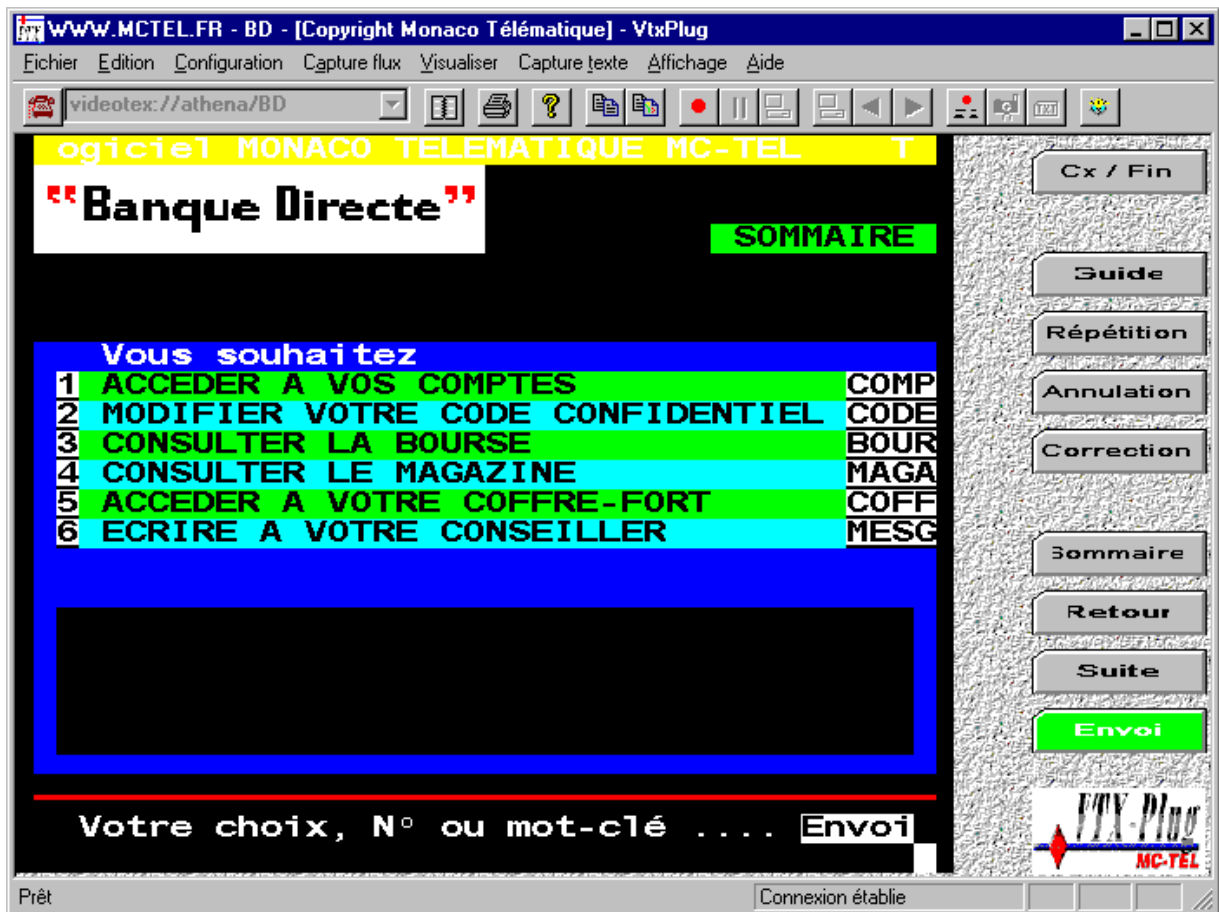 WWW.MCTEL.FR - BD - [Copyright Monaco Télématique] - VtxPlug
Fichier Edition Configuration Capture flux Visualiser Capture texte Affichage Aide
videotex://athena/BD
TXT
ogiciel MONACO TELEMATIQUE MC-TEL T
"Banque Directe"
SOMMAIRE
Vous souhaitez
1 ACCEDER A VOS COMPTES COMP
2 MODIFIER VOTRE CODE CONFIDENTIEL CODE
3 CONSULTER LA BOURSE BOUR
4 CONSULTER LE MAGAZINE MAGA
5 ACCEDER A VOTRE COFFRE-FORT COFF
6 ECRIRE A VOTRE CONSEILLER MESG
Votre choix, N° ou mot-clé .... Envoi
Cx / Fin
Guide
Répétition
Annulation
Correction
Sommaire
Retour
Suite
Envoi
VTX-Plug
MC-TEL
Prêt
Connexion établie